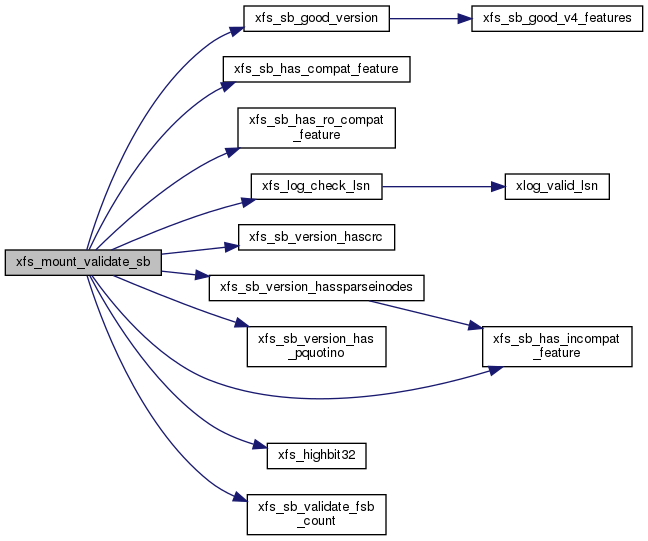 xfs_sb_good_version
xfs_sb_good_v4_features
xfs_sb_has_compat_feature
xfs_sb_has_ro_compat
_feature
xfs_log_check_lsn
xlog_valid_lsn
xfs_sb_version_hascrc
xfs_mount_validate_sb
xfs_sb_version_hassparseinodes
xfs_sb_version_has
_pquotino
xfs_sb_has_incompat
_feature
xfs_highbit32
xfs_sb_validate_fsb
_count